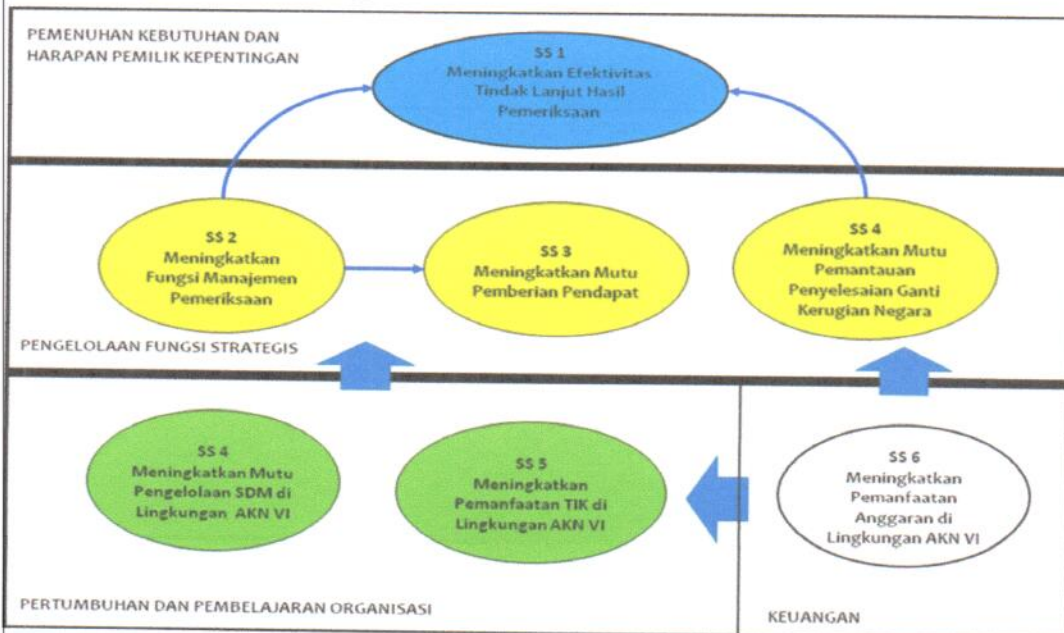 PEMENUHAN KEBUTUHAN DAN
HARAPAN PEMILIK KEPENTINGAN
SS 1
Meningkatkan Efektivitas
Tindak Lanjut Hasil
Pemeriksaan
SS 2
Meningkatkan
Fungsi Manajemen
Pemeriksaan
SS 3
Meningkatkan Mutu
Pemberian Pendapat
SS 4
Meningkatkan Mutu
Pemantauan
Penyelesaian Ganti
Kerugian Negara
PENGELOLAAN FUNGSI STRATEGIS
SS 4
Meningkatkan Mutu
Pengelolaan SDM di
Lingkungan AKN VI
SS 5
Meningkatkan
Pemanfaatan TIK di
Lingkungan AKN VI
SS 6
Meningkatkan
Pemanfaatan
Anggaran di
Lingkungan AKN VI
PERTUMBUHAN DAN PEMBELAJARAN ORGANISASI
KEUANGAN